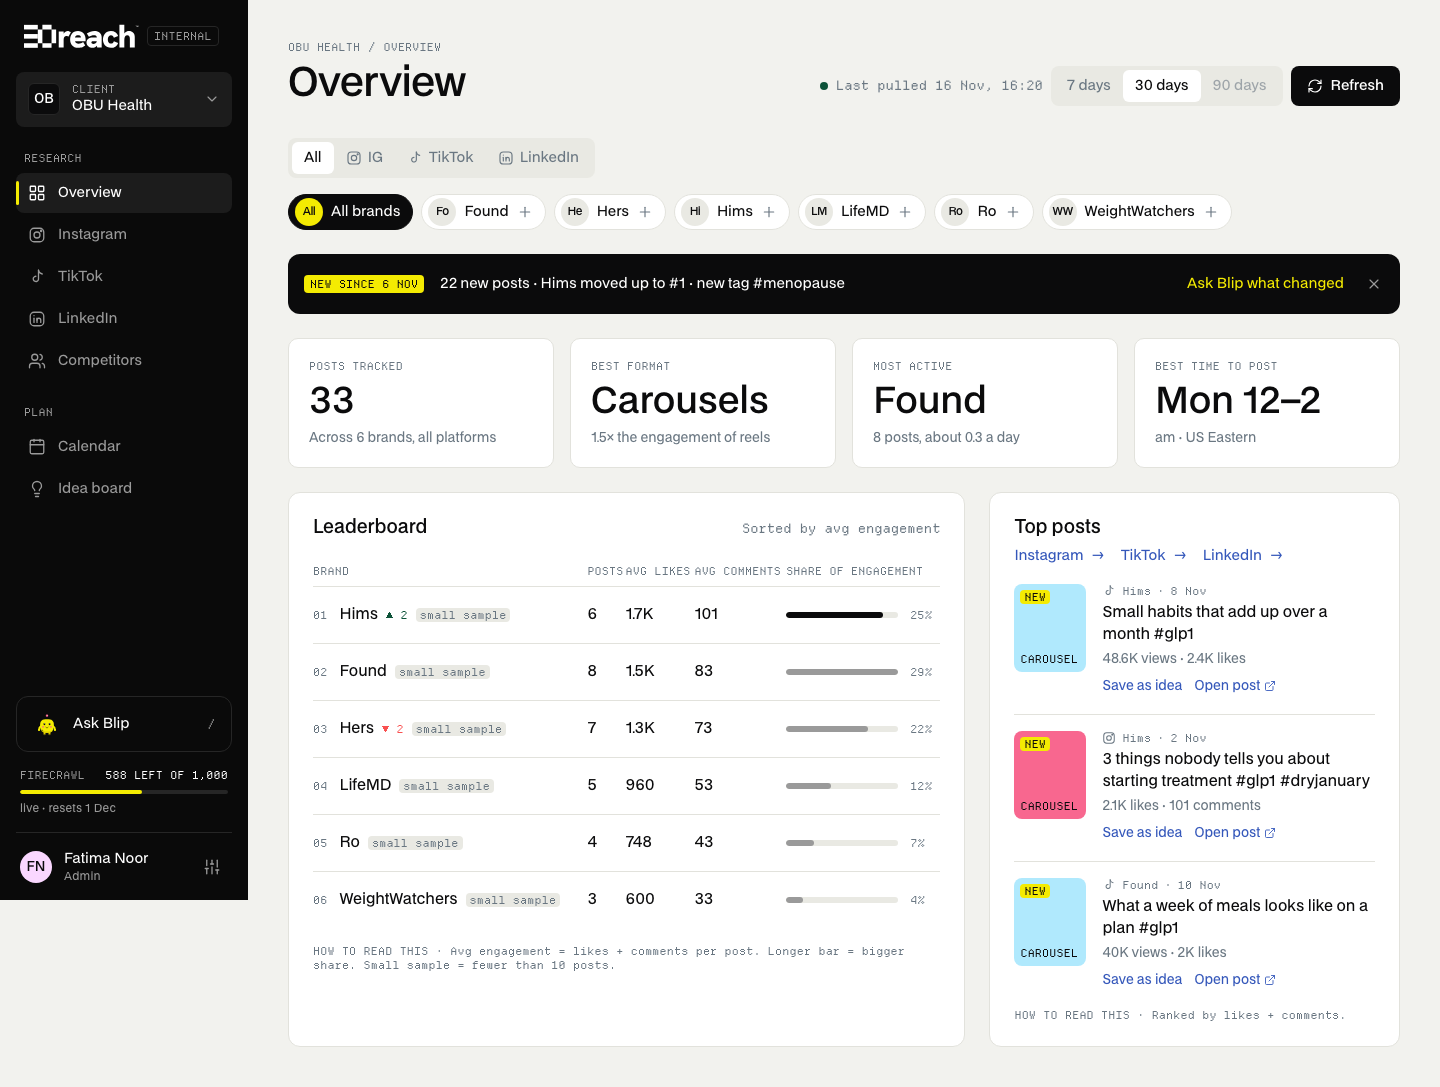 reach INTERNAL
OB CLIENT
OBU Health
RESEARCH
Overview
Instagram
TikTok
LinkedIn
Competitors
PLAN
Calendar
Idea board
Ask Blip /
FIRECRAWL 588 LEFT OF 1,000
live · resets 1 Dec
FN Fatima Noor
Admin
OBU HEALTH / OVERVIEW
Overview
Last pulled 16 Nov, 16:20 7 days 30 days 90 days Refresh
All IG TikTok LinkedIn
All All brands Fo Found + He Hers + Hi Hims + LM LifeMD + Ro Ro + WW WeightWatchers +
NEW SINCE 6 NOV 22 new posts · Hims moved up to #1 · new tag #menopause Ask Blip what changed ×
POSTS TRACKED
33
Across 6 brands, all platforms
BEST FORMAT
Carousels
1.5× the engagement of reels
MOST ACTIVE
Found
8 posts, about 0.3 a day
BEST TIME TO POST
Mon 12–2
am · US Eastern
Leaderboard Sorted by avg engagement
BRAND POSTS AVG LIKES AVG COMMENTS SHARE OF ENGAGEMENT
01 Hims ▲ 2 small sample 6 1.7K 101 25%
02 Found small sample 8 1.5K 83 29%
03 Hers ▼ 2 small sample 7 1.3K 73 22%
04 LifeMD small sample 5 960 53 12%
05 Ro small sample 4 748 43 7%
06 WeightWatchers small sample 3 600 33 4%
HOW TO READ THIS · Avg engagement = likes + comments per post. Longer bar = bigger
share. Small sample = fewer than 10 posts.
Top posts
Instagram → TikTok → LinkedIn →
NEW
CAROUSEL
Hims · 8 Nov
Small habits that add up over a
month #glp1
48.6K views · 2.4K likes
Save as idea Open post
NEW
CAROUSEL
Hims · 2 Nov
3 things nobody tells you about
starting treatment #glp1 #dryjanuary
2.1K likes · 101 comments
Save as idea Open post
NEW
CAROUSEL
Found · 10 Nov
What a week of meals looks like on a
plan #glp1
40K views · 2K likes
Save as idea Open post
HOW TO READ THIS · Ranked by likes + comments.